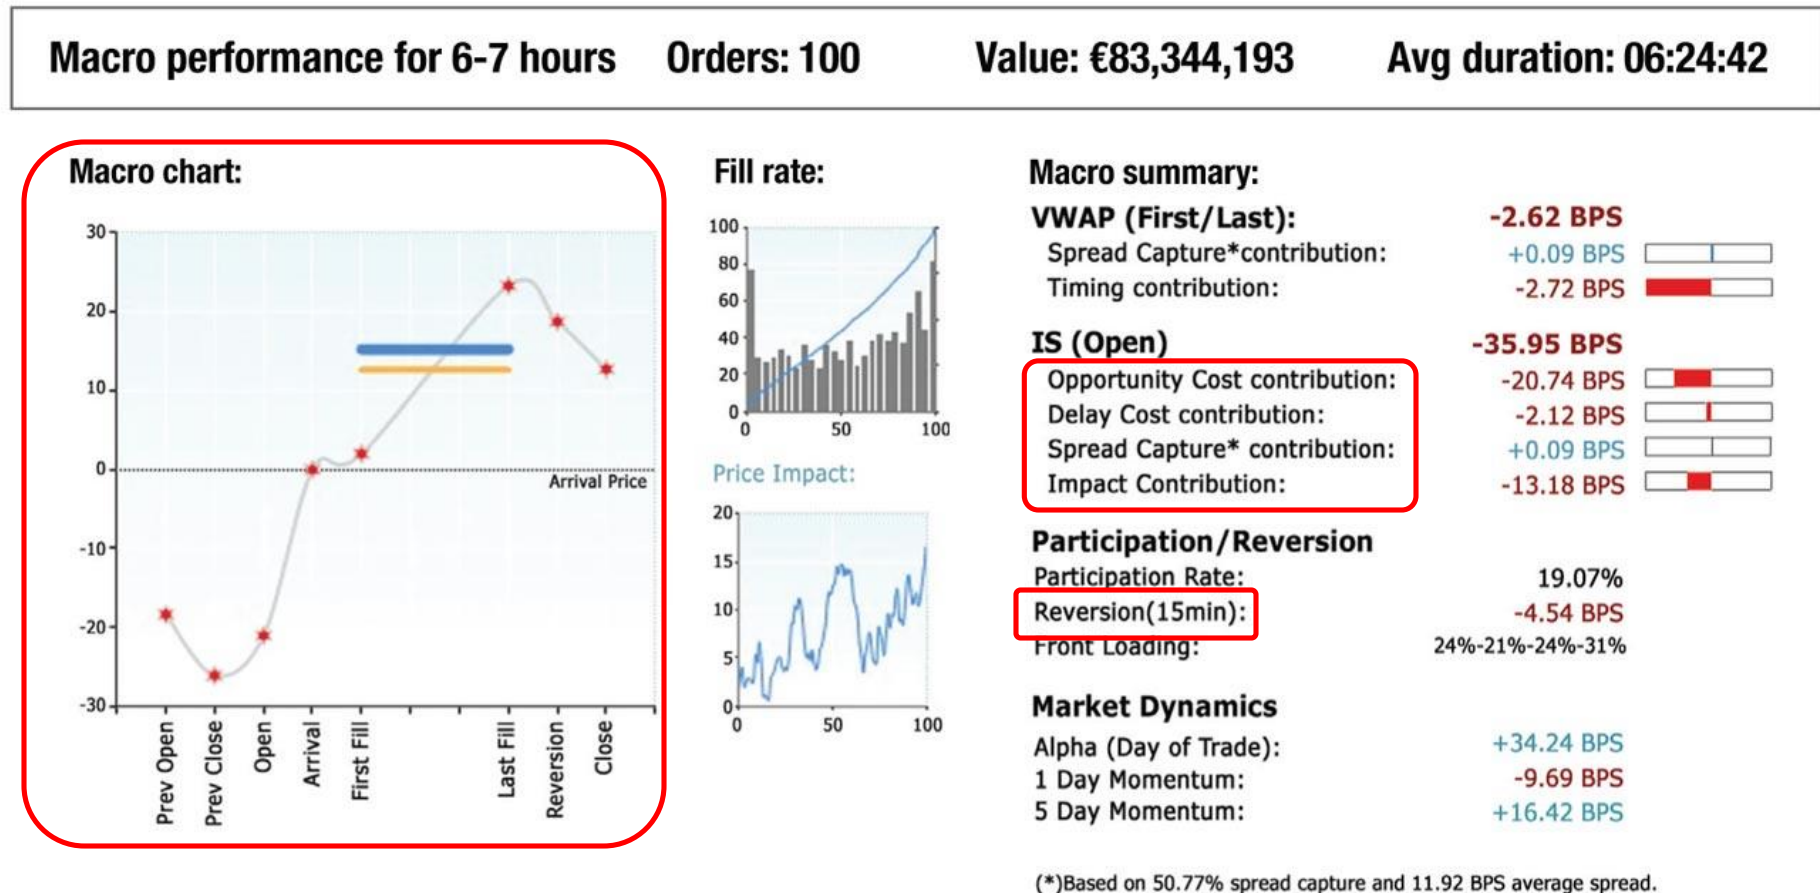 Macro performance for 6-7 hours Orders: 100 Value: €83,344,193 Avg duration: 06:24:42
Macro chart:
30
20
10
0
-10
-20
-30
Arrival Price
Prev Open
Prev Close
Open
Arrival
First Fill
Last Fill
Reversion
Close
Fill rate:
100
80
60
40
20
0
0 50 100
Price Impact:
20
15
10
5
0
0 50 100
Macro summary:
VWAP (First/Last): -2.62 BPS
Spread Capture*contribution: +0.09 BPS
Timing contribution: -2.72 BPS
IS (Open) -35.95 BPS
Opportunity Cost contribution: -20.74 BPS
Delay Cost contribution: -2.12 BPS
Spread Capture* contribution: +0.09 BPS
Impact Contribution: -13.18 BPS
Participation/Reversion
Participation Rate: 19.07%
Reversion(15min): -4.54 BPS
Front Loading: 24%-21%-24%-31%
Market Dynamics
Alpha (Day of Trade): +34.24 BPS
1 Day Momentum: -9.69 BPS
5 Day Momentum: +16.42 BPS
(*)Based on 50.77% spread capture and 11.92 BPS average spread.